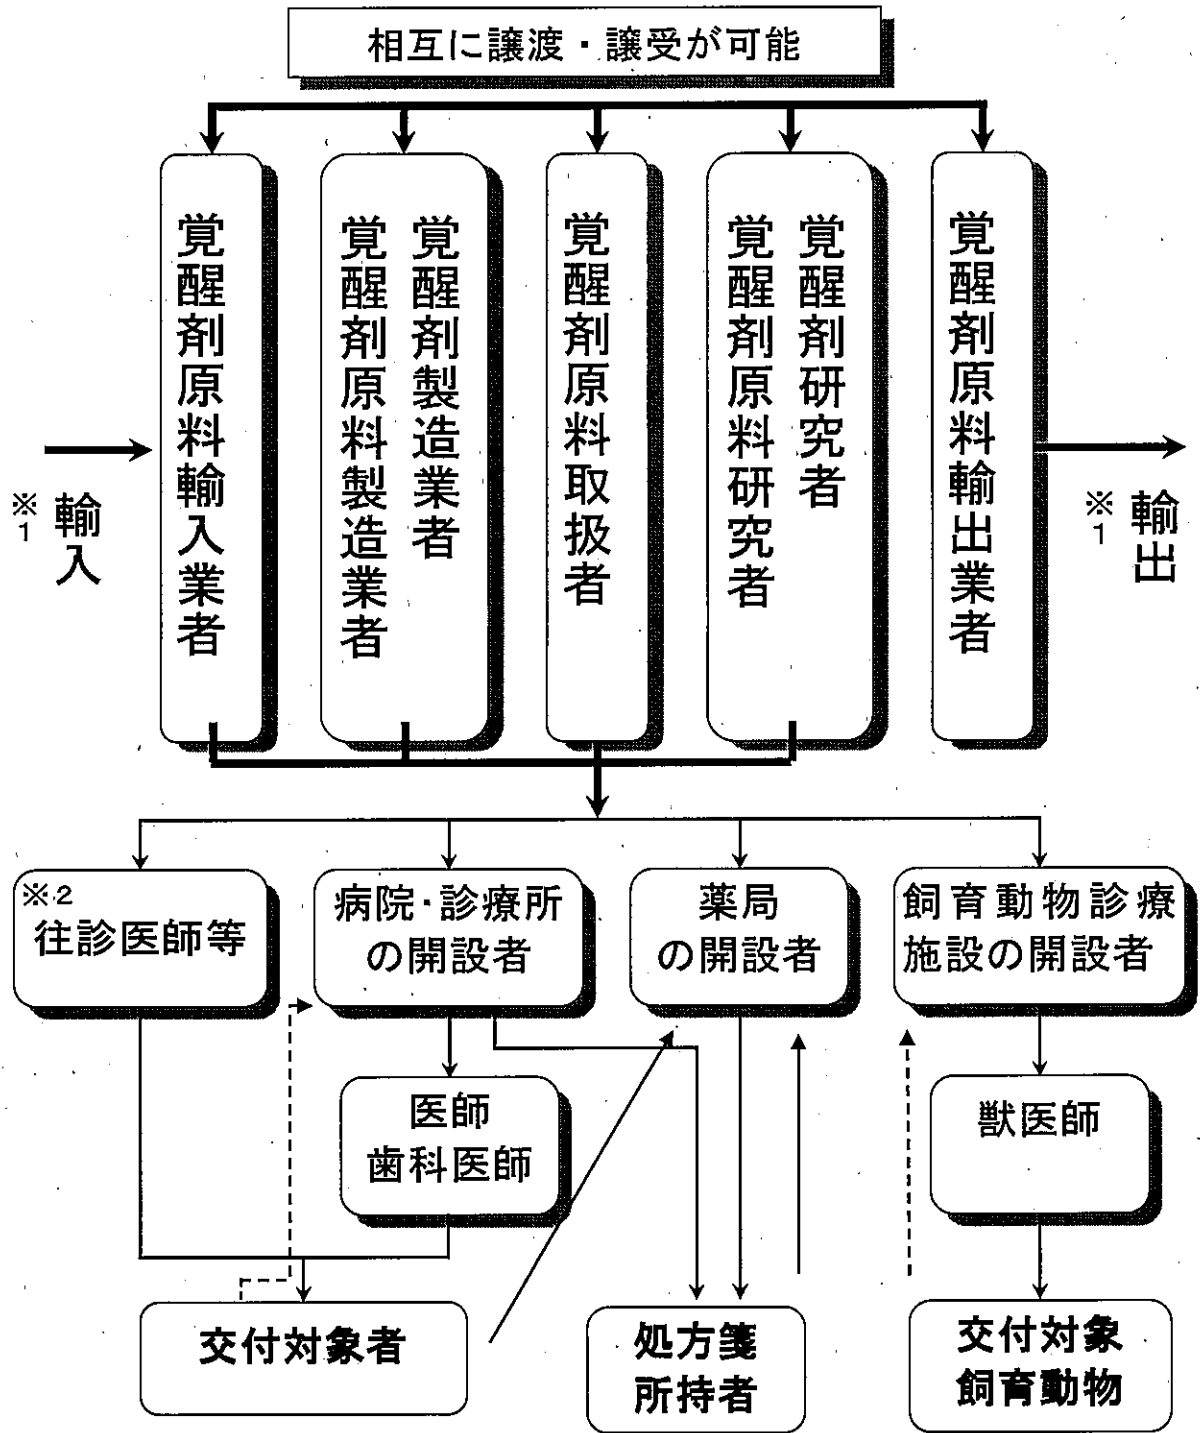 相互に譲渡・譲受が可能
覚醒剤原料輸入業者
覚醒剤製造業者
覚醒剤原料製造業者
覚醒剤原料取扱者
覚醒剤研究者
覚醒剤原料研究者
覚醒剤原料輸出業者
※1 輸入
※1 輸出
※2
往診医師等
病院・診療所
の開設者
薬局
の開設者
飼育動物診療
施設の開設者
医師
歯科医師
獣医師
交付対象者
処方箋
所持者
交付対象
飼育動物